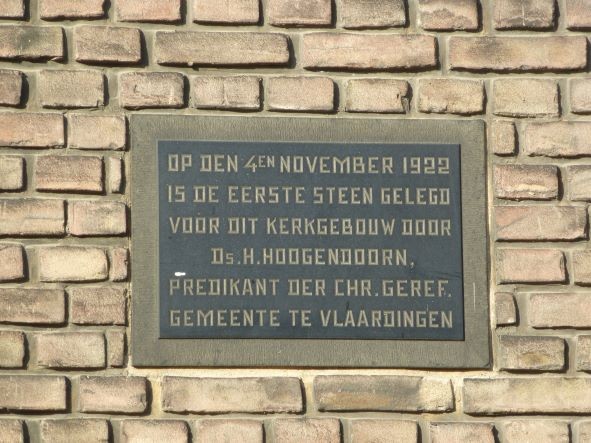 OP DEN 4EN NOVEMBER 1922
IS DE EERSTE STEEN GELEGD
VOOR DIT KERKGEBOUW DOOR
Ds. H. HOOGENDOORN,
PREDIKANT DER CHR. GEREF.
GEMEENTE TE VLAARDINGEN